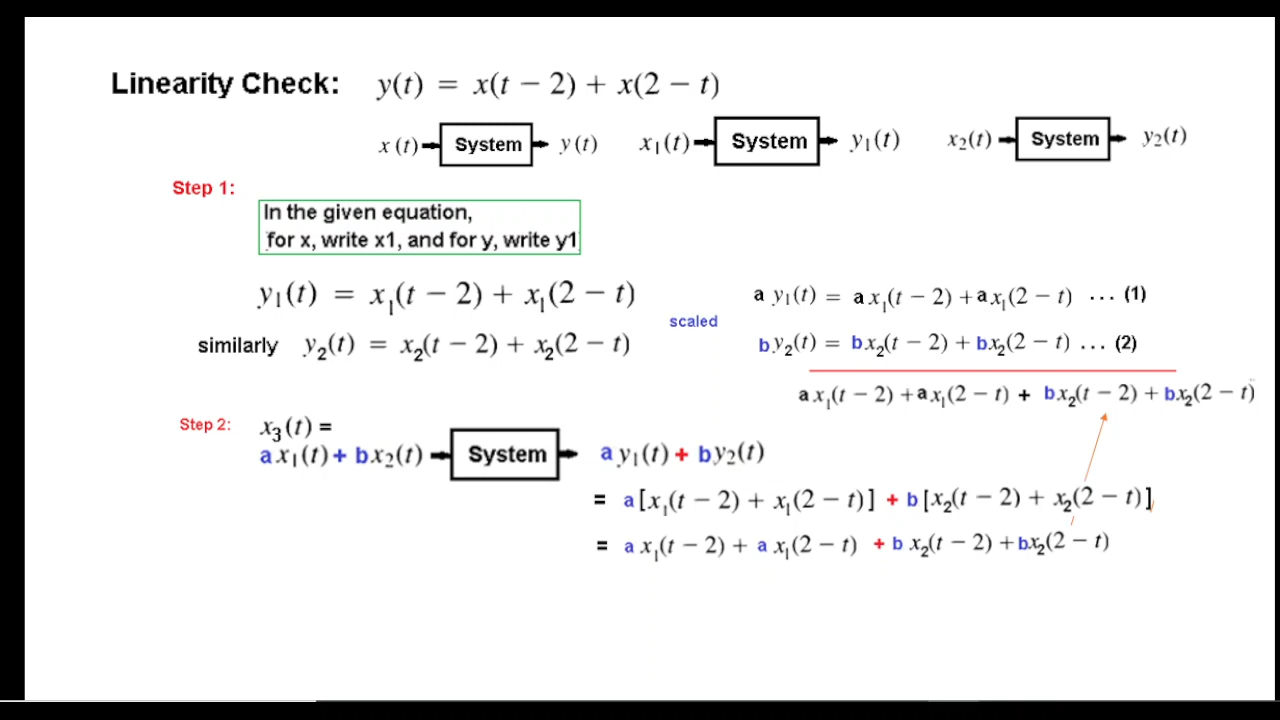 Linearity Check: y(t) = x(t − 2) + x(2 − t)
x (t) System y (t) x₁(t) System y₁(t) x₂(t) System y₂(t)
Step 1:
In the given equation,
for x, write x1, and for y, write y1
y₁(t) = x₁(t − 2) + x₁(2 − t)
similarly y₂(t) = x₂(t − 2) + x₂(2 − t)
scaled
a y₁(t) = a x₁(t − 2) + a x₁(2 − t) ... (1)
b y₂(t) = b x₂(t − 2) + b x₂(2 − t) ... (2)
a x₁(t − 2) + a x₁(2 − t) + b x₂(t − 2) + b x₂(2 − t)
Step 2: x₃(t) =
a x₁(t) + b x₂(t) System a y₁(t) + b y₂(t)
= a [x₁(t − 2) + x₁(2 − t)] + b [x₂(t − 2) + x₂(2 − t)]
= a x₁(t − 2) + a x₁(2 − t) + b x₂(t − 2) + b x₂(2 − t)